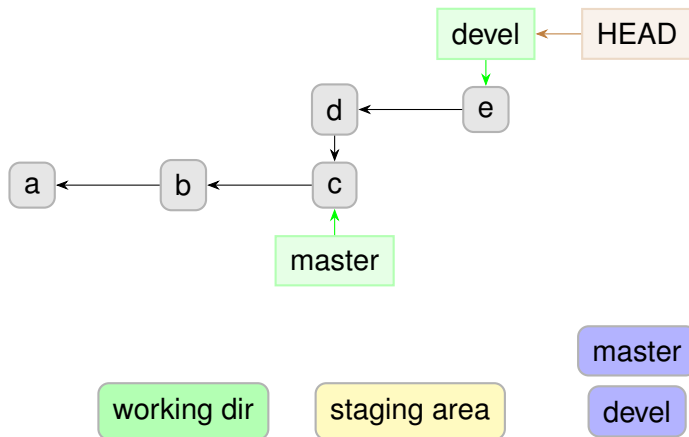 devel
HEAD
d
e
a
b
c
master
master
working dir
staging area
devel